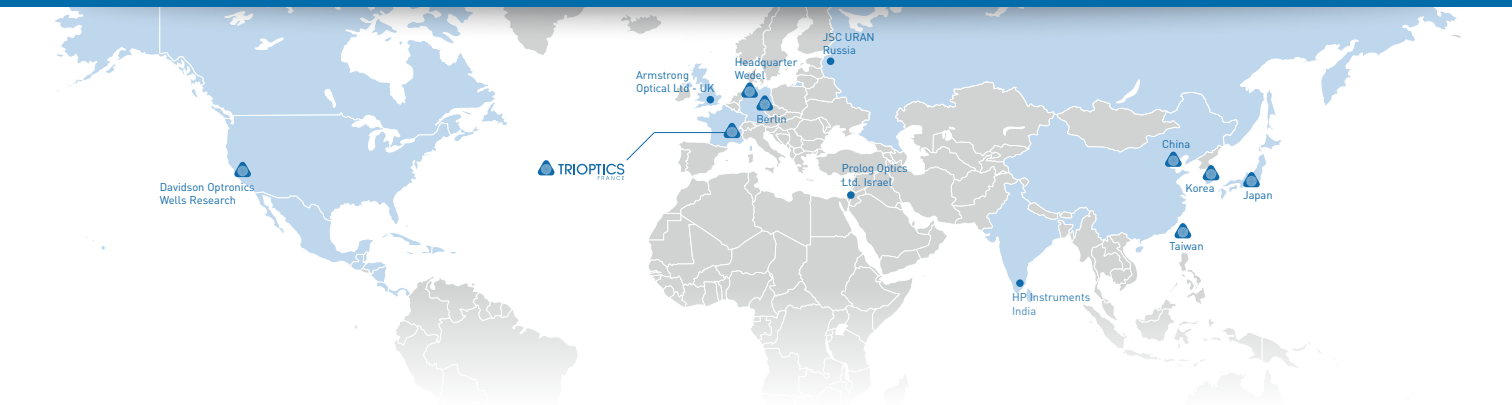 JSC URAN
Russia
Headquarter
Wedel
Armstrong
Optical Ltd - UK
Berlin
TRIOPTICS
FRANCE
Davidson Optronics
Wells Research
Prolog Optics
Ltd. Israel
China
Korea
Japan
Taiwan
HP Instruments
India